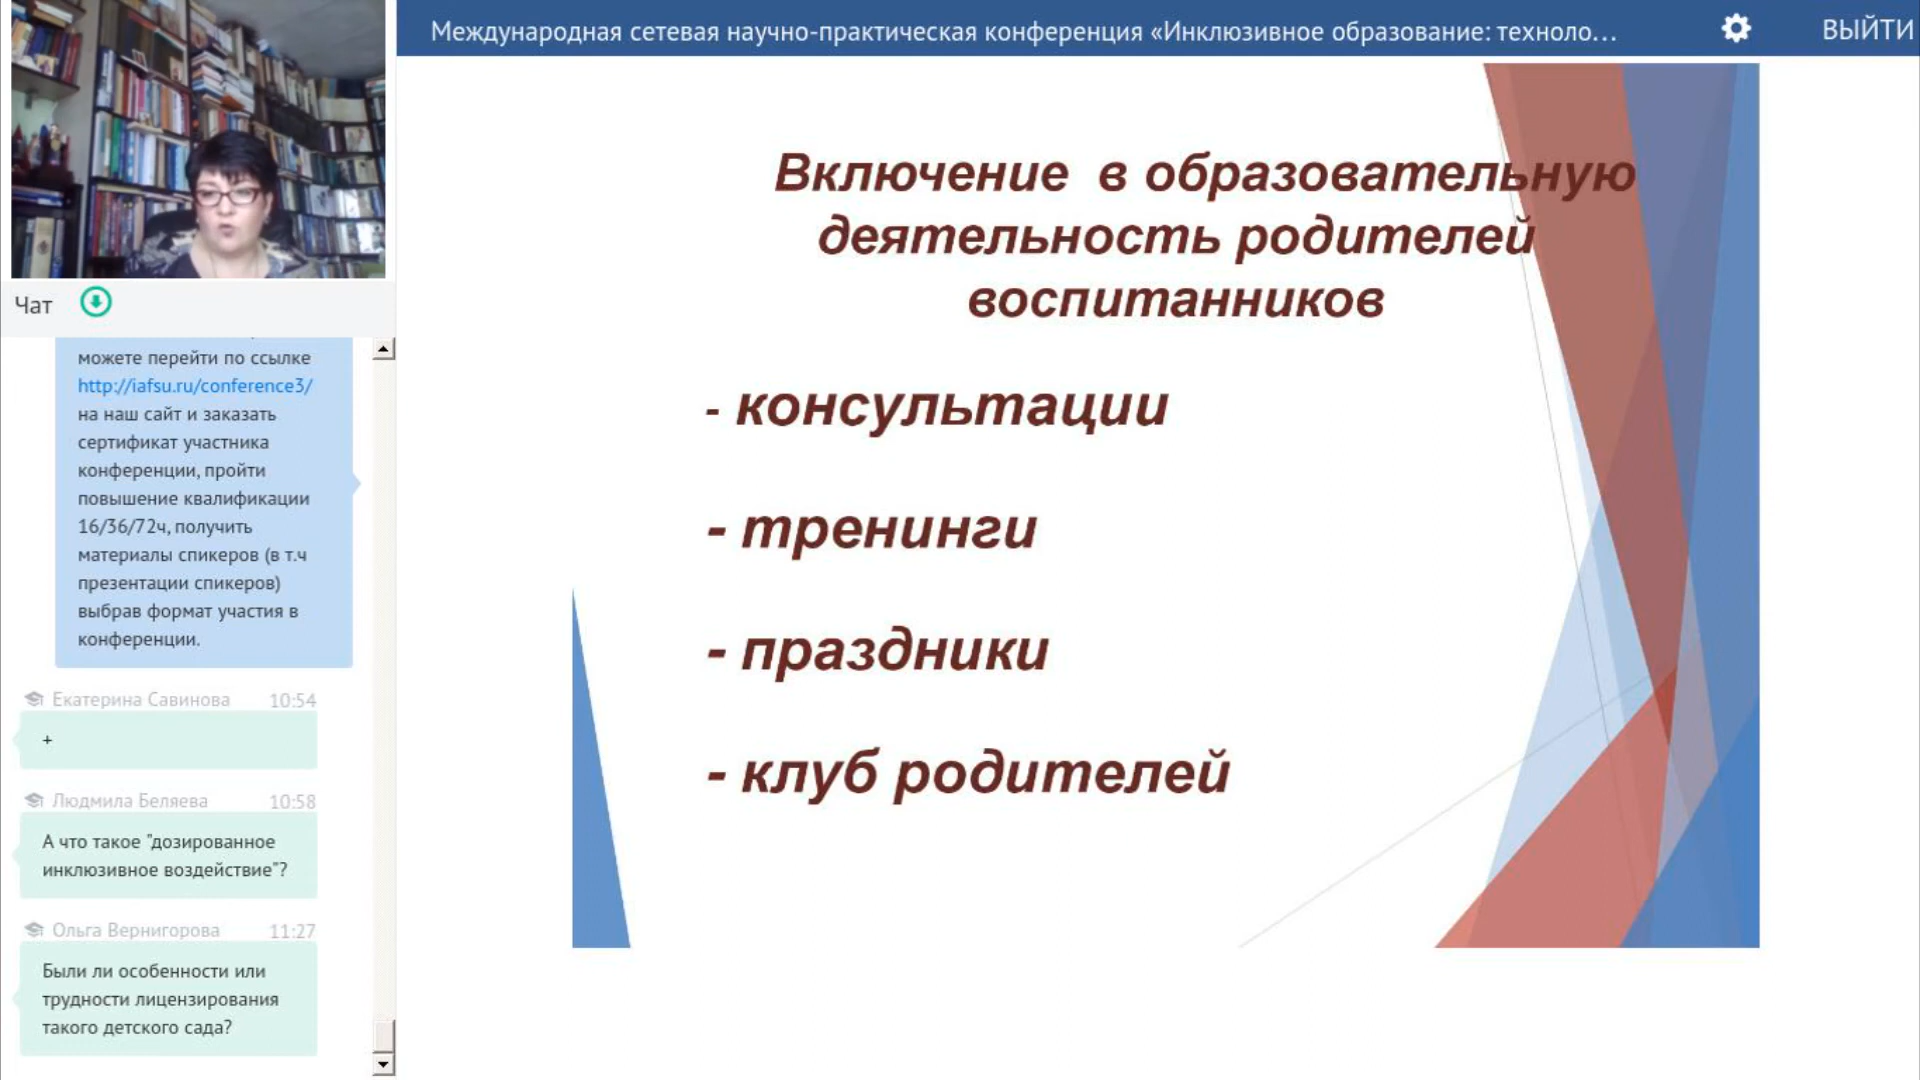 Международная сетевая научно-практическая конференция «Инклюзивное образование: техноло...
ВЫЙТИ
Чат
можете перейти по ссылке
http://iafsu.ru/conference3/
на наш сайт и заказать
сертификат участника
конференции, пройти
повышение квалификации
16/36/72ч, получить
материалы спикеров (в т.ч
презентации спикеров)
выбрав формат участия в
конференции.
Екатерина Савинова 10:54
+
Людмила Беляева 10:58
А что такое "дозированное
инклюзивное воздействие"?
Ольга Вернигорова 11:27
Были ли особенности или
трудности лицензирования
такого детского сада?
Включение в образовательную
деятельность родителей
воспитанников
- консультации
- тренинги
- праздники
- клуб родителей